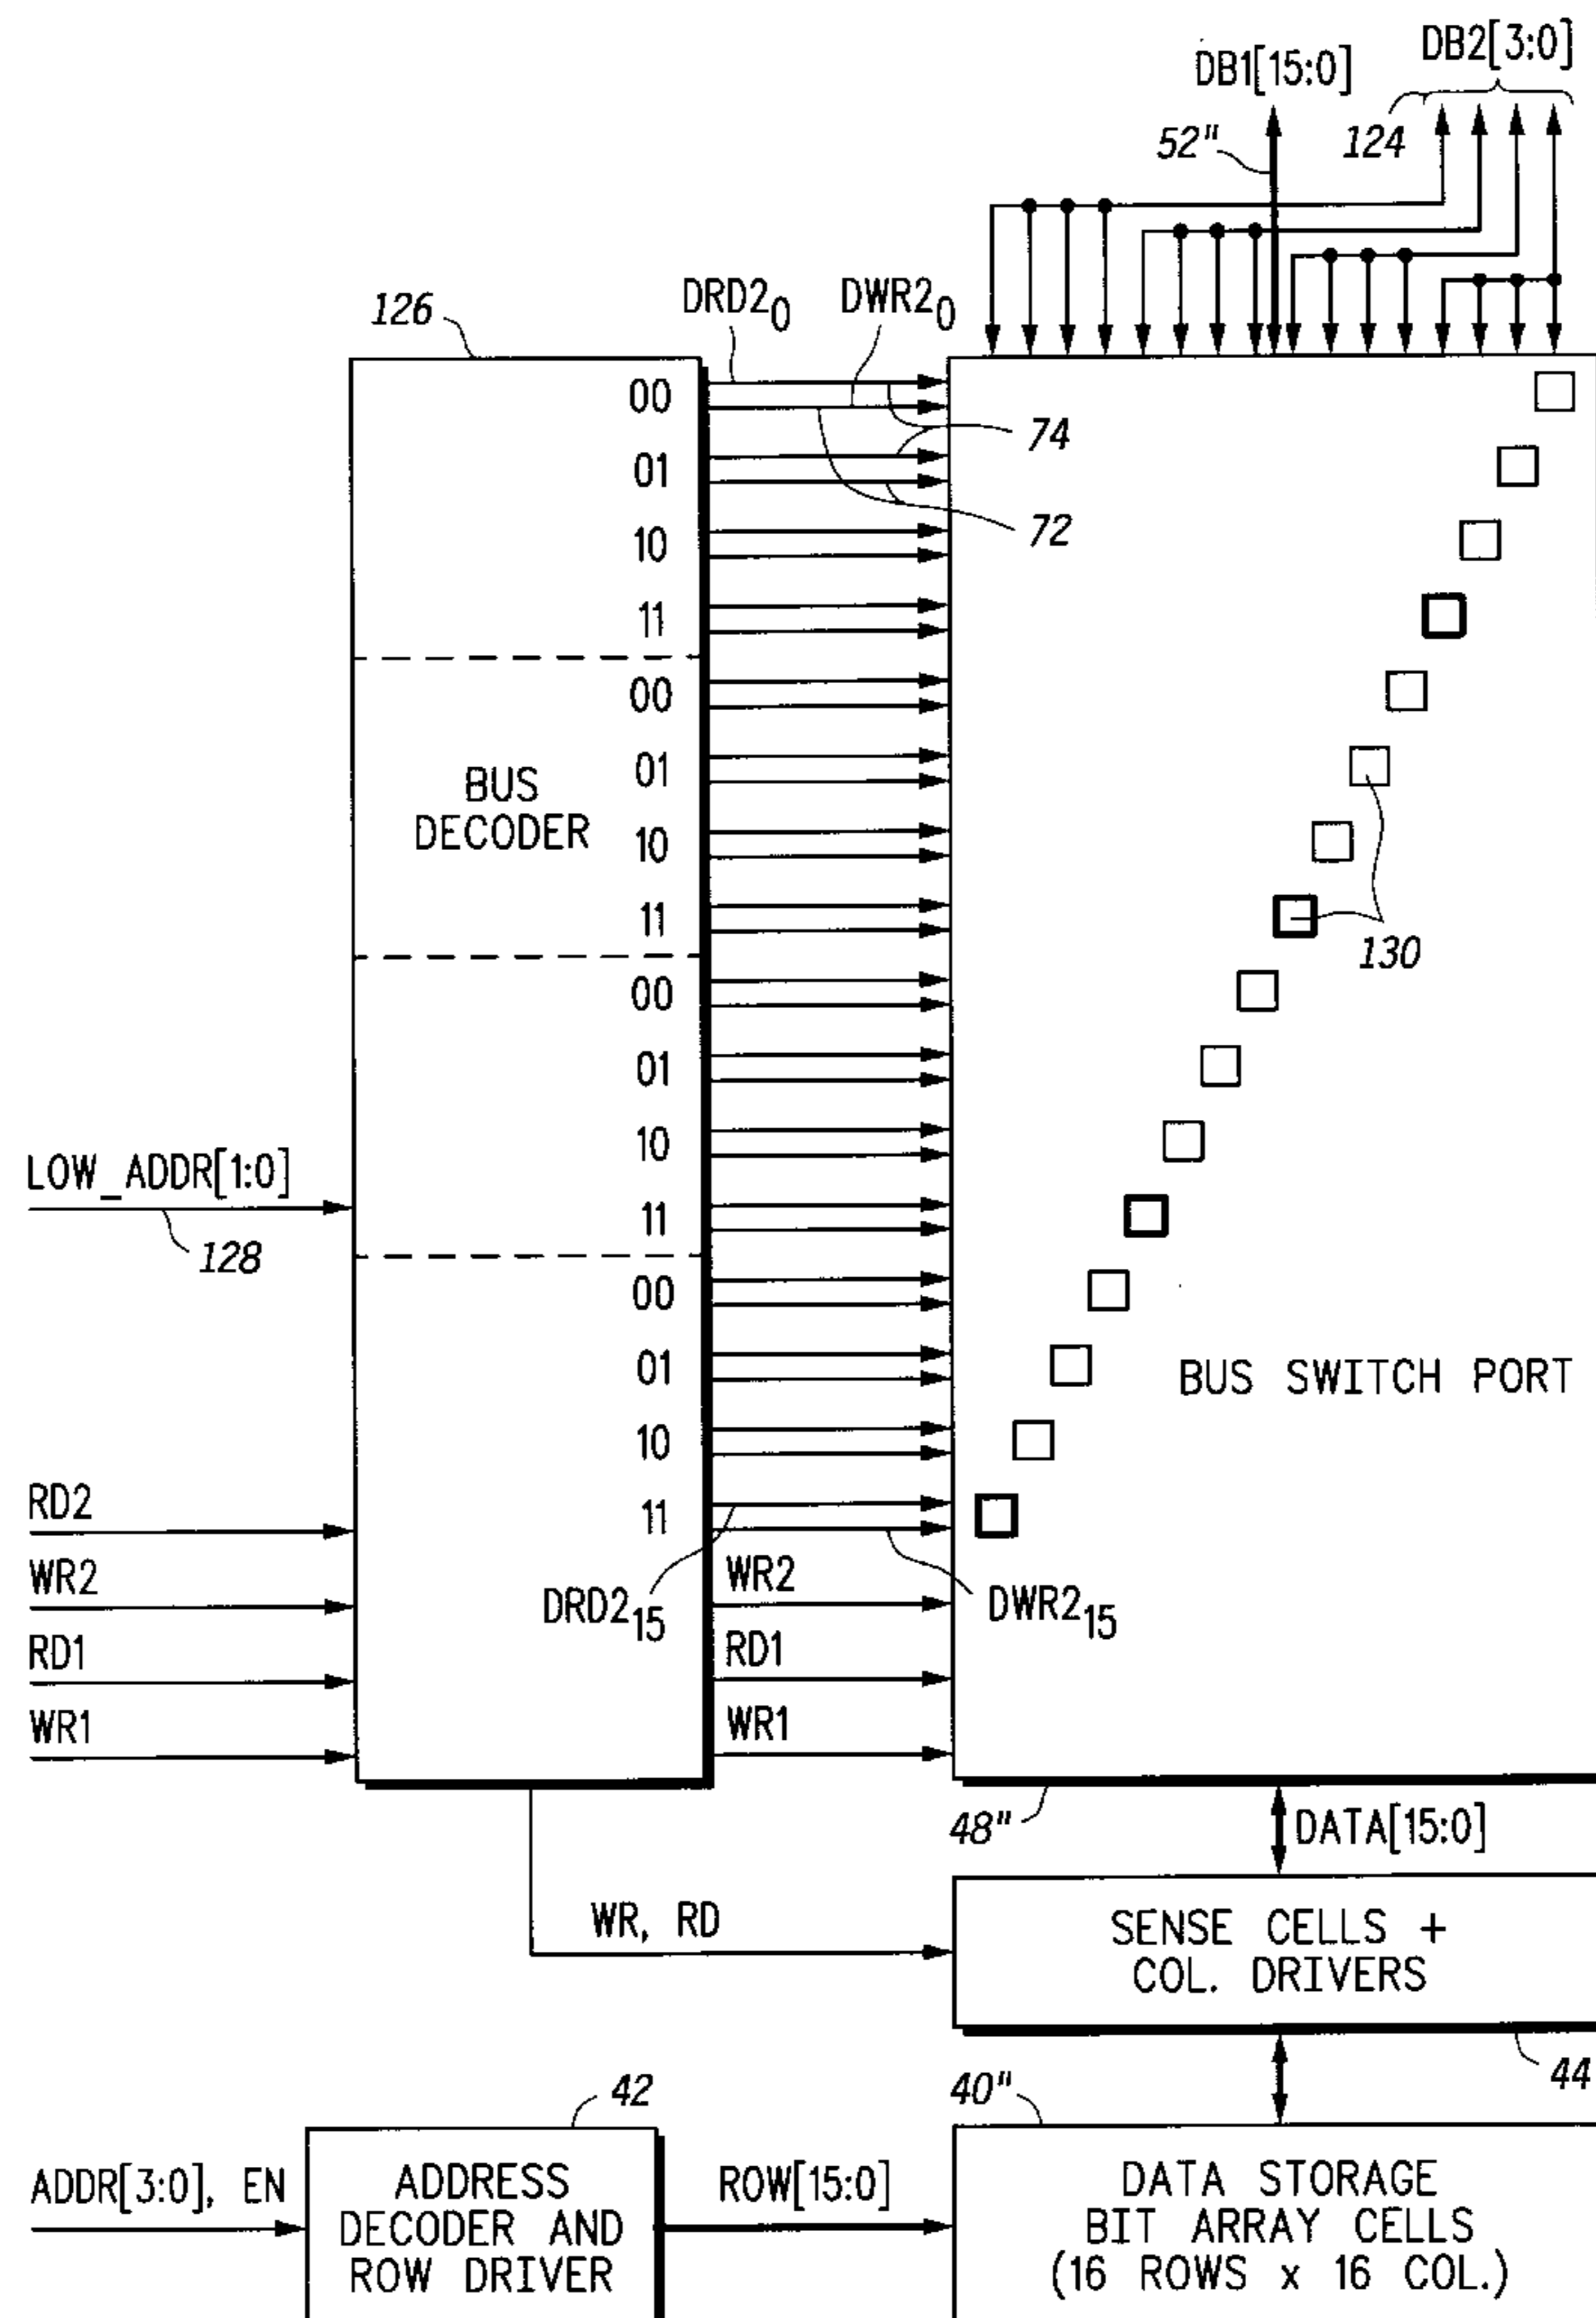 DB1[15:0]
DB2[3:0]
52"
124
126
DRD2₀
DWR2₀
00
74
01
72
10
11
00
BUS
DECODER
01
10
11
130
00
01
10
LOW_ADDR[1:0]
128
11
00
01
BUS SWITCH PORT
10
RD2
11
WR2
DRD2₁₅
WR2
DWR2₁₅
RD1
RD1
WR1
WR1
48"
DATA[15:0]
WR, RD
SENSE CELLS +
COL. DRIVERS
44
42
40"
ADDR[3:0], EN
ADDRESS
DECODER AND
ROW DRIVER
ROW[15:0]
DATA STORAGE
BIT ARRAY CELLS
(16 ROWS x 16 COL.)